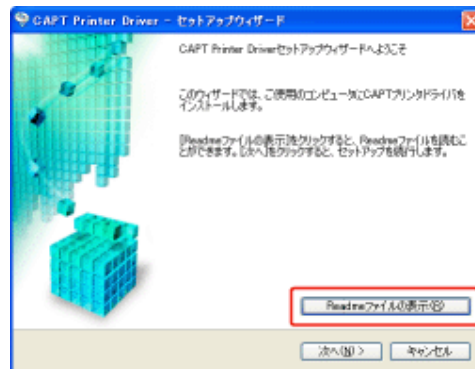 CAPT Printer Driver - セットアップウィザード
CAPT Printer Driverセットアップウィザードへようこそ
このウィザードでは、ご使用のコンピュータにCAPTプリンタドライバを
インストールします。
[Readmeファイルの表示]をクリックすると、Readmeファイルを読むこ
とができます。[次へ]をクリックすると、セットアップを続行します。
Readmeファイルの表示(R)
次へ(N) >
キャンセル